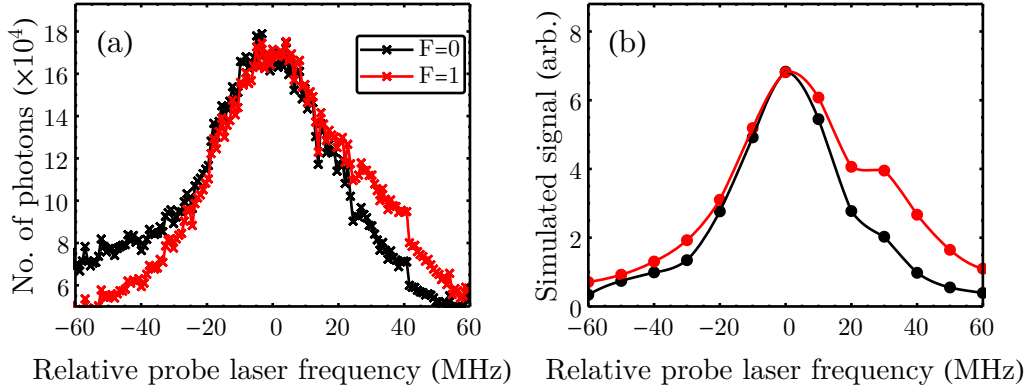 18
16
14
12
10
8
6
No. of photons (×10⁴)
(a)
F=0
F=1
−60 −40 −20 0 20 40 60
Relative probe laser frequency (MHz)
8
6
4
2
0
Simulated signal (arb.)
(b)
−60 −40 −20 0 20 40 60
Relative probe laser frequency (MHz)